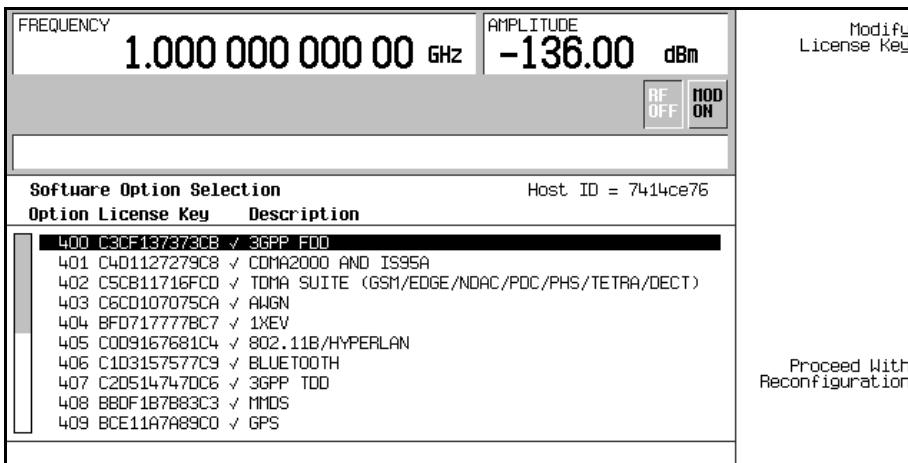 FREQUENCY
1.000 000 000 00 GHz
AMPLITUDE
-136.00 dBm
Modify
License Key
RF
OFF
MOD
ON
Software Option Selection Host ID = 7414ce76
Option License Key Description
400 C3CF137373CB ✓ 3GPP FDD
401 C4D1127279C8 ✓ CDMA2000 AND IS95A
402 C5CB11716FCD ✓ TDMA SUITE (GSM/EDGE/NDAC/PDC/PHS/TETRA/DECT)
403 C6CD107075CA ✓ AWGN
404 BFD717777BC7 ✓ 1XEV
405 C0D9167681C4 ✓ 802.11B/HYPERLAN
406 C1D3157577C9 ✓ BLUETOOTH
407 C2D514747DC6 ✓ 3GPP TDD
408 BBDF1B7B83C3 ✓ MMDS
409 BCE11A7A89C0 ✓ GPS
Proceed With
Reconfiguration